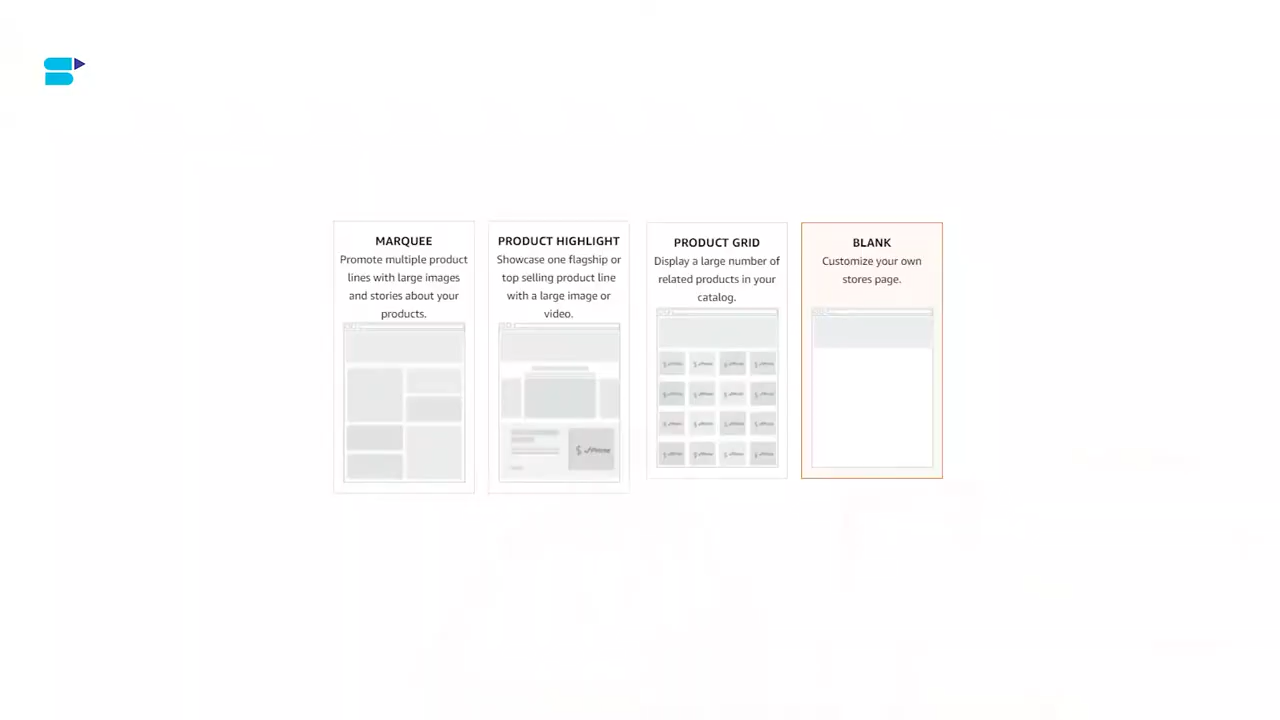 MARQUEE
Promote multiple product
lines with large images
and stories about your
products.
PRODUCT HIGHLIGHT
Showcase one flagship or
top selling product line
with a large image or
video.
PRODUCT GRID
Display a large number of
related products in your
catalog.
BLANK
Customize your own
stores page.